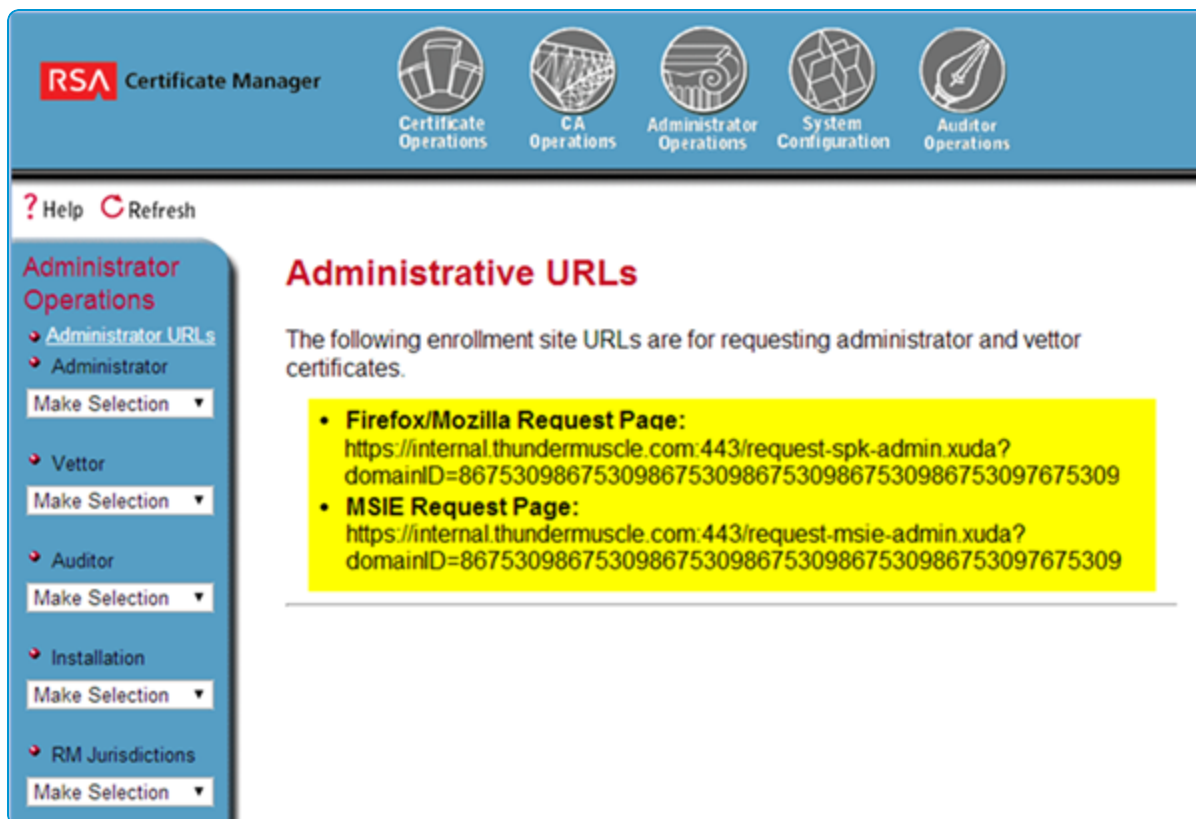 RSA Certificate Manager
Certificate
Operations
CA
Operations
Administrator
Operations
System
Configuration
Auditor
Operations
? Help Refresh
Administrator
Operations
Administrator URLs
Administrator
Make Selection
Vettor
Make Selection
Auditor
Make Selection
Installation
Make Selection
RM Jurisdictions
Make Selection
Administrative URLs
The following enrollment site URLs are for requesting administrator and vettor
certificates.
• Firefox/Mozilla Request Page:
https://internal.thundermuscle.com:443/request-spk-admin.xuda?
domainID=8675309867530986753098675309867530986753097675309
• MSIE Request Page:
https://internal.thundermuscle.com:443/request-msie-admin.xuda?
domainID=8675309867530986753098675309867530986753097675309